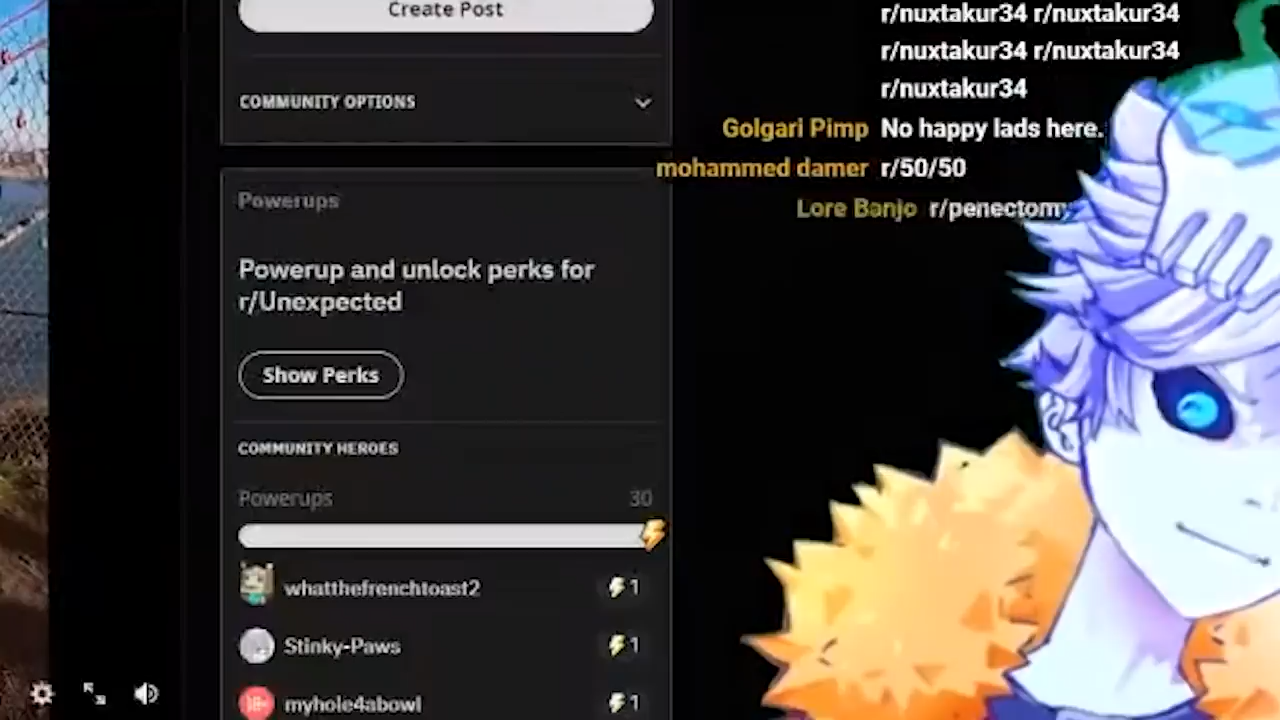 Create Post
COMMUNITY OPTIONS
Powerups
Powerup and unlock perks for
r/Unexpected
Show Perks
COMMUNITY HEROES
Powerups 30
whatthefrenchtoast2 1
Stinky-Paws 1
18+ myhole4abowl 1
r/nuxtakur34 r/nuxtakur34
r/nuxtakur34 r/nuxtakur34
r/nuxtakur34
Golgari Pimp No happy lads here.
mohammed damer r/50/50
Lore Banjo r/penectomy